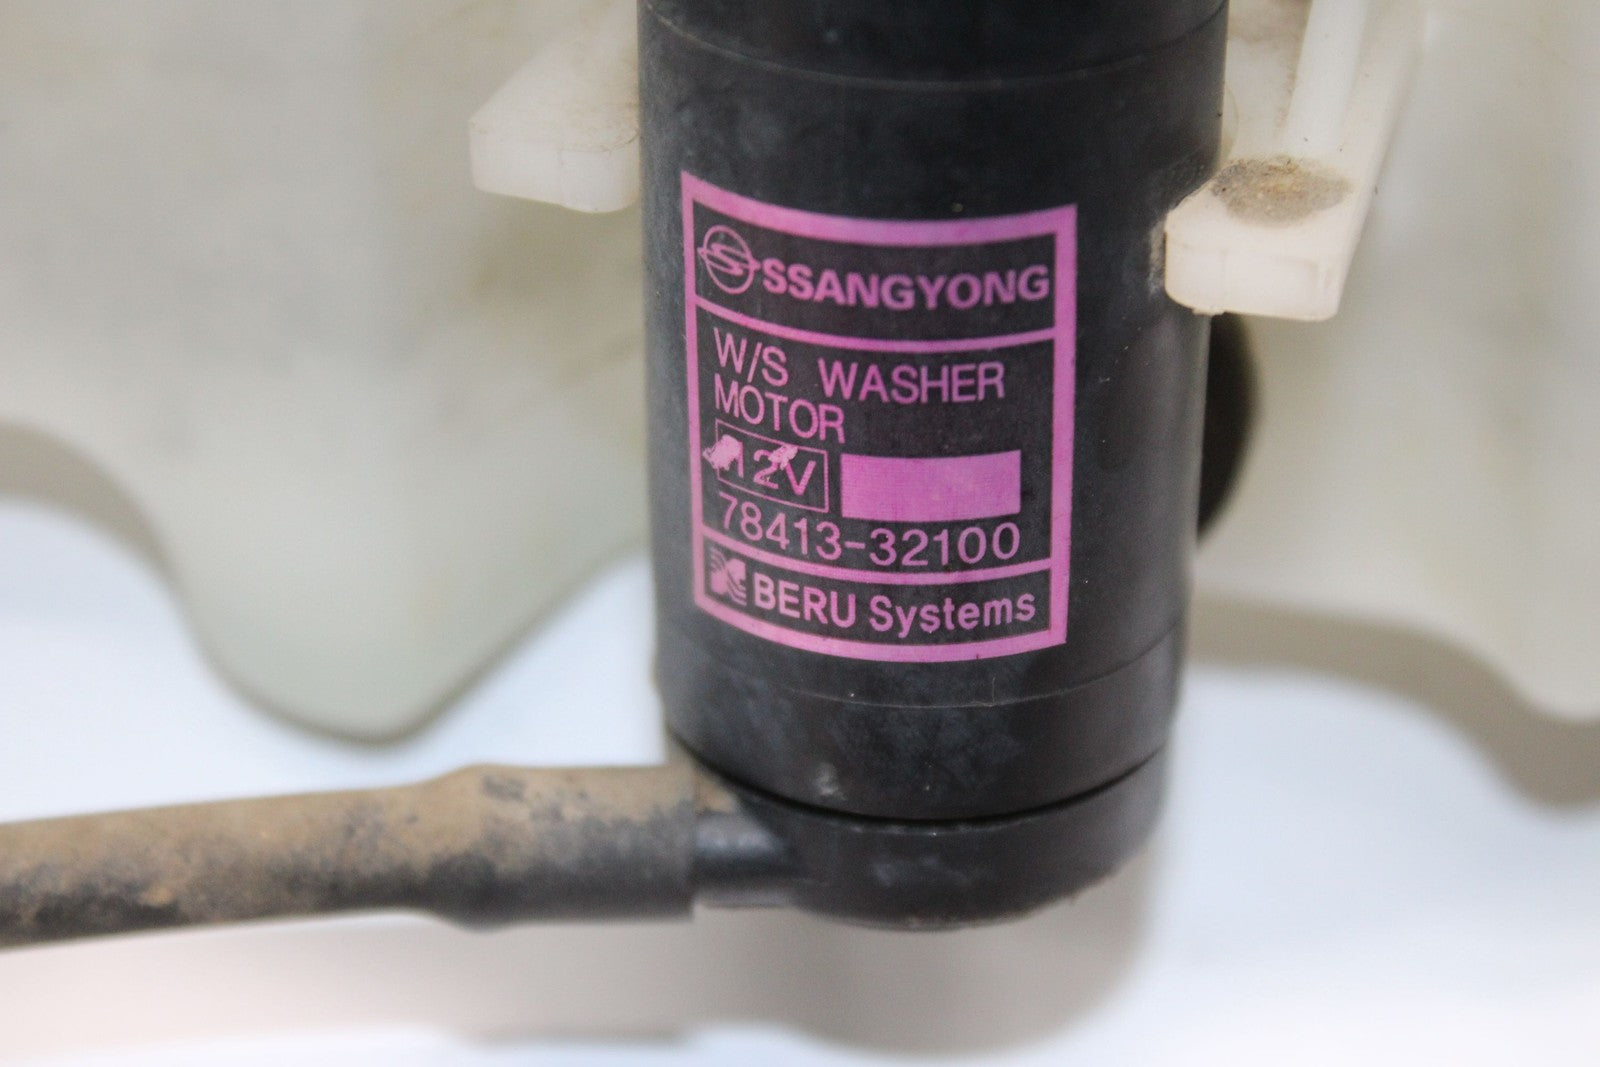 SSANGYONG
W/S WASHER
MOTOR
12V
78413-32100
BERU Systems